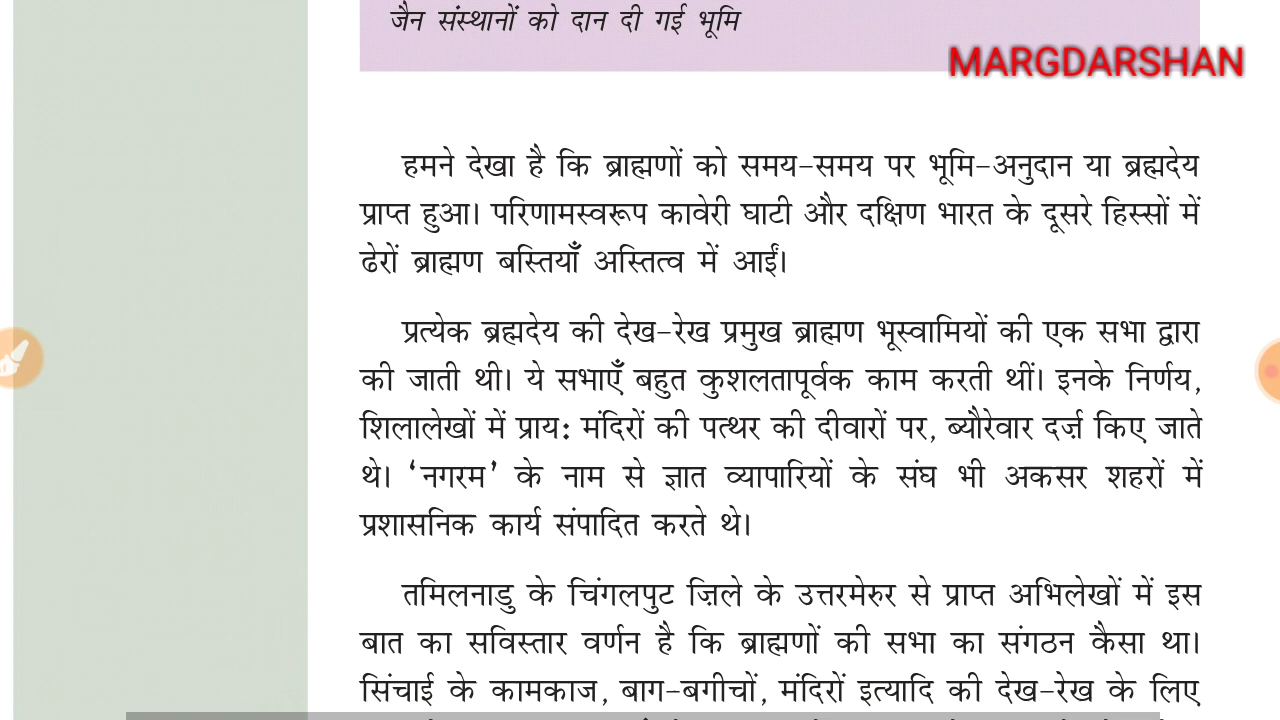 जैन संस्थानों को दान दी गई भूमि
MARGDARSHAN
हमने देखा है कि ब्राह्मणों को समय-समय पर भूमि-अनुदान या ब्रह्मदेय
प्राप्त हुआ। परिणामस्वरूप कावेरी घाटी और दक्षिण भारत के दूसरे हिस्सों में
ढेरों ब्राह्मण बस्तियाँ अस्तित्व में आईं।
प्रत्येक ब्रह्मदेय की देख-रेख प्रमुख ब्राह्मण भूस्वामियों की एक सभा द्वारा
की जाती थी। ये सभाएँ बहुत कुशलतापूर्वक काम करती थीं। इनके निर्णय,
शिलालेखों में प्राय: मंदिरों की पत्थर की दीवारों पर, ब्यौरेवार दर्ज़ किए जाते
थे। ‘नगरम’ के नाम से ज्ञात व्यापारियों के संघ भी अकसर शहरों में
प्रशासनिक कार्य संपादित करते थे।
तमिलनाडु के चिंगलपुट ज़िले के उत्तरमेरुर से प्राप्त अभिलेखों में इस
बात का सविस्तार वर्णन है कि ब्राह्मणों की सभा का संगठन कैसा था।
सिंचाई के कामकाज, बाग-बगीचों, मंदिरों इत्यादि की देख-रेख के लिए